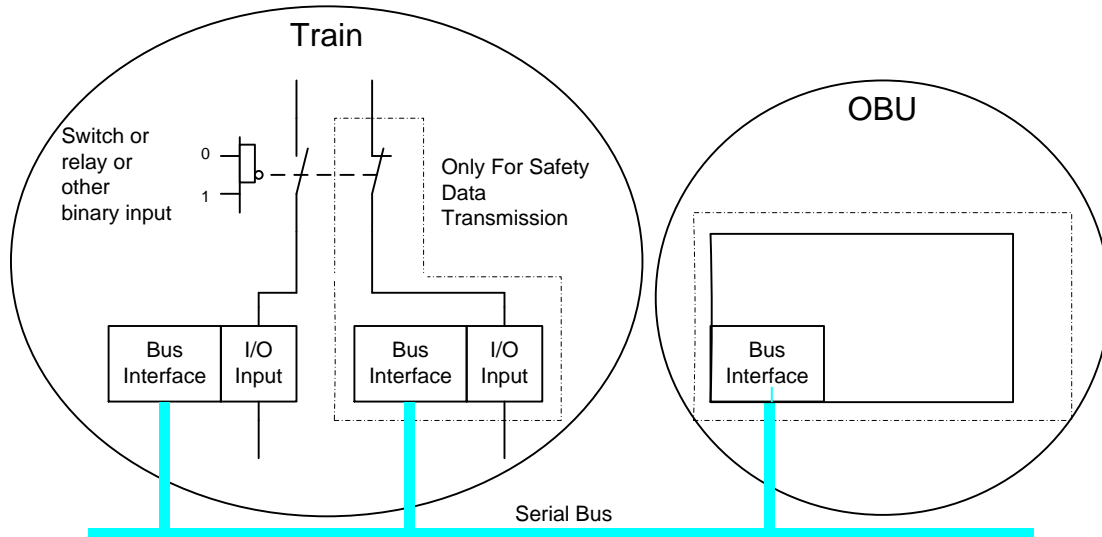 Train
OBU
Switch or
relay or
other
binary input
0
1
Only For Safety
Data
Transmission
Bus
Interface
I/O
Input
Bus
Interface
I/O
Input
Bus
Interface
Serial Bus